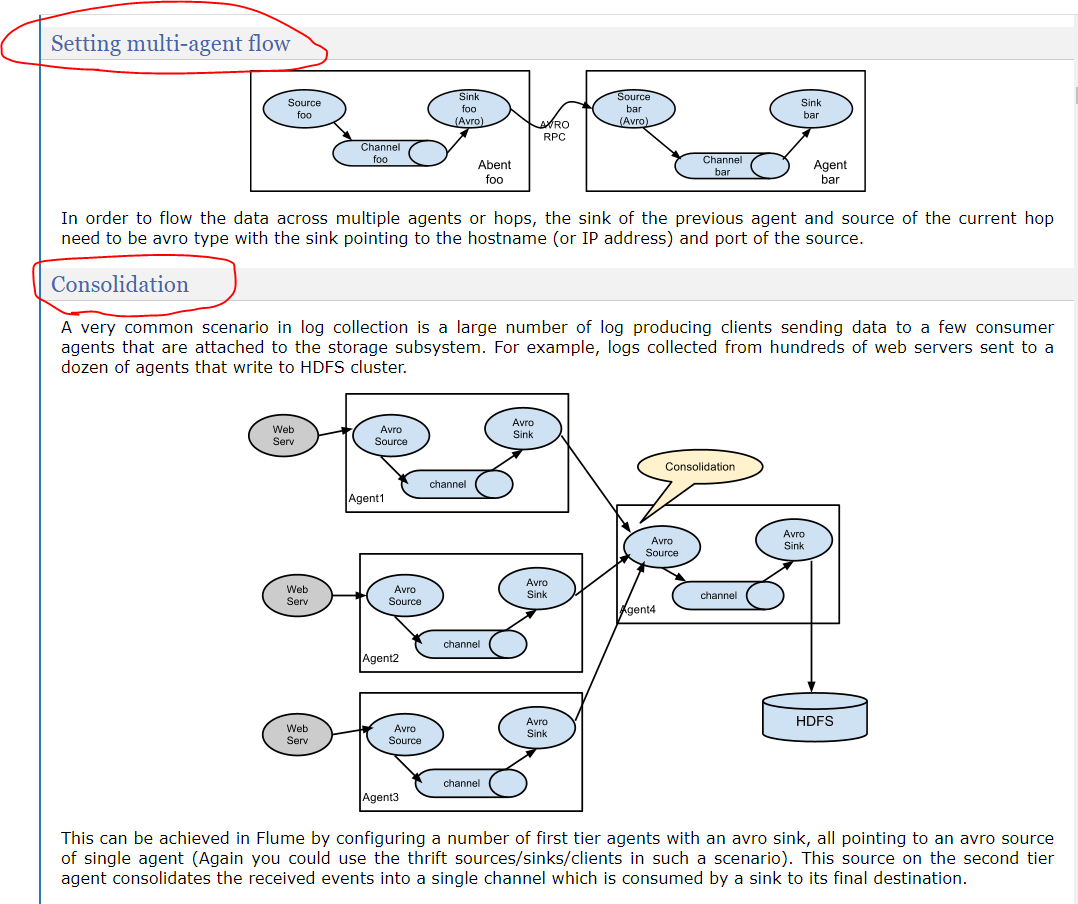 Setting multi-agent flow
Source
foo
Sink
foo
(Avro)
Channel
foo
Abent
foo
AVRO
RPC
Source
bar
(Avro)
Sink
bar
Channel
bar
Agent
bar
In order to flow the data across multiple agents or hops, the sink of the previous agent and source of the current hop
need to be avro type with the sink pointing to the hostname (or IP address) and port of the source.
Consolidation
A very common scenario in log collection is a large number of log producing clients sending data to a few consumer
agents that are attached to the storage subsystem. For example, logs collected from hundreds of web servers sent to a
dozen of agents that write to HDFS cluster.
Web
Serv
Avro
Source
Avro
Sink
channel
Agent1
Web
Serv
Avro
Source
Avro
Sink
channel
Agent2
Web
Serv
Avro
Source
Avro
Sink
channel
Agent3
Consolidation
Avro
Source
Avro
Sink
channel
Agent4
HDFS
This can be achieved in Flume by configuring a number of first tier agents with an avro sink, all pointing to an avro source
of single agent (Again you could use the thrift sources/sinks/clients in such a scenario). This source on the second tier
agent consolidates the received events into a single channel which is consumed by a sink to its final destination.